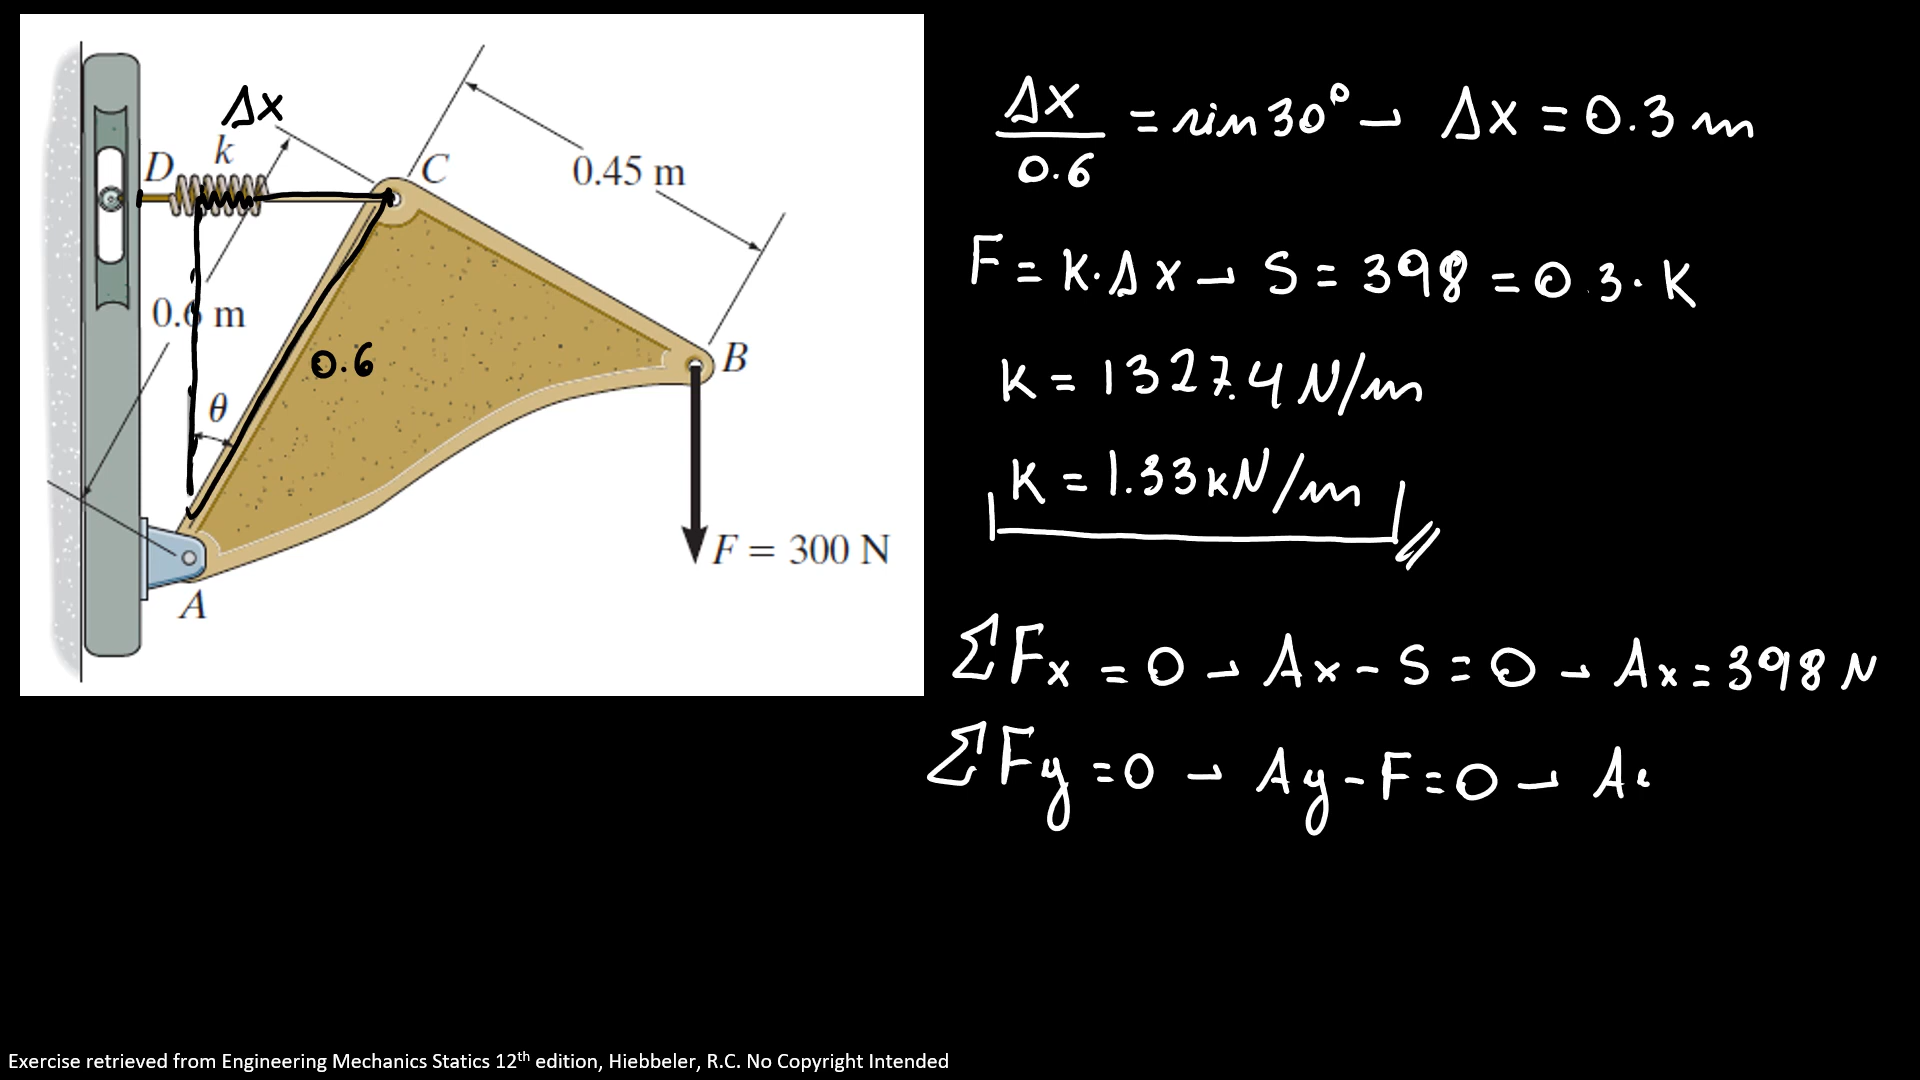 Δx
k
D
C
0.45 m
0.6 m
0.6
θ
B
F = 300 N
A
Δx/0.6 = sin 30° → Δx = 0.3 m
F = K·Δx → S = 398 = 0.3·K
K = 1327.4 N/m
K = 1.33 kN/m
ΣFx = 0 → Ax - S = 0 → Ax = 398 N
ΣFy = 0 → Ay - F = 0 → A
Exercise retrieved from Engineering Mechanics Statics 12th edition, Hiebbeler, R.C. No Copyright Intended